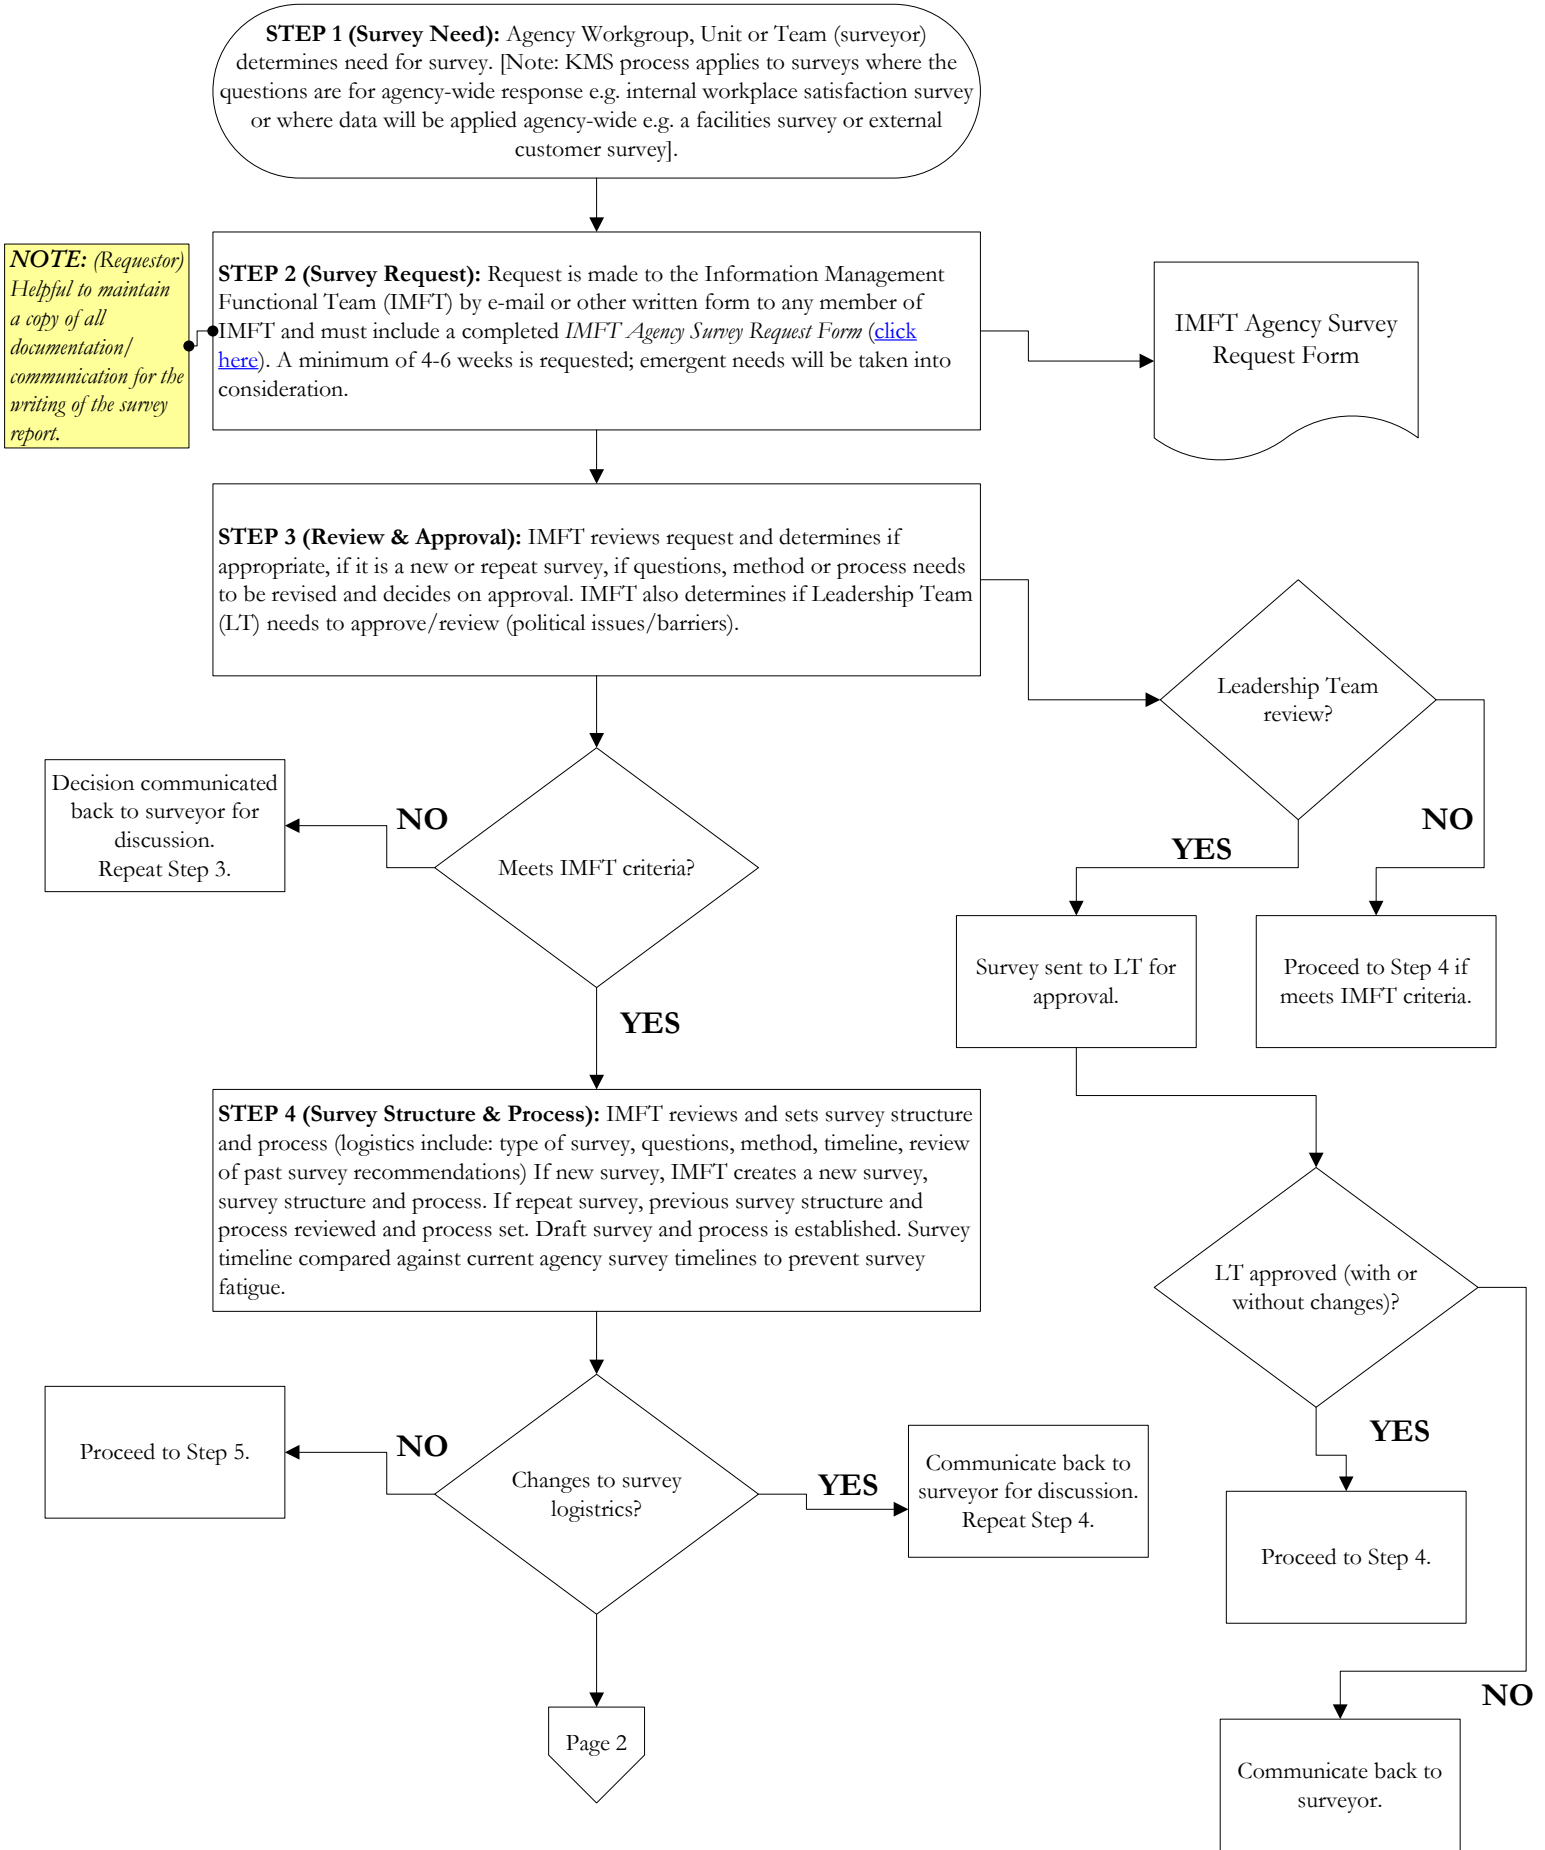 STEP 1 (Survey Need): Agency Workgroup, Unit or Team (surveyor)
determines need for survey. [Note: KMS process applies to surveys where the
questions are for agency-wide response e.g. internal workplace satisfaction survey
or where data will be applied agency-wide e.g. a facilities survey or external
customer survey].
NOTE: (Requestor)
Helpful to maintain
a copy of all
documentation/
communication for the
writing of the survey
report.
STEP 2 (Survey Request): Request is made to the Information Management
Functional Team (IMFT) by e-mail or other written form to any member of
IMFT and must include a completed IMFT Agency Survey Request Form (click
here). A minimum of 4-6 weeks is requested; emergent needs will be taken into
consideration.
IMFT Agency Survey
Request Form
STEP 3 (Review & Approval): IMFT reviews request and determines if
appropriate, if it is a new or repeat survey, if questions, method or process needs
to be revised and decides on approval. IMFT also determines if Leadership Team
(LT) needs to approve/review (political issues/barriers).
Leadership Team
review?
Decision communicated
back to surveyor for
discussion.
Repeat Step 3.
NO
Meets IMFT criteria?
YES
YES
NO
Survey sent to LT for
approval.
Proceed to Step 4 if
meets IMFT criteria.
STEP 4 (Survey Structure & Process): IMFT reviews and sets survey structure
and process (logistics include: type of survey, questions, method, timeline, review
of past survey recommendations) If new survey, IMFT creates a new survey,
survey structure and process. If repeat survey, previous survey structure and
process reviewed and process set. Draft survey and process is established. Survey
timeline compared against current agency survey timelines to prevent survey
fatigue.
LT approved (with or
without changes)?
Proceed to Step 5.
NO
Changes to survey
logistrics?
YES
Communicate back to
surveyor for discussion.
Repeat Step 4.
YES
Proceed to Step 4.
NO
Page 2
Communicate back to
surveyor.